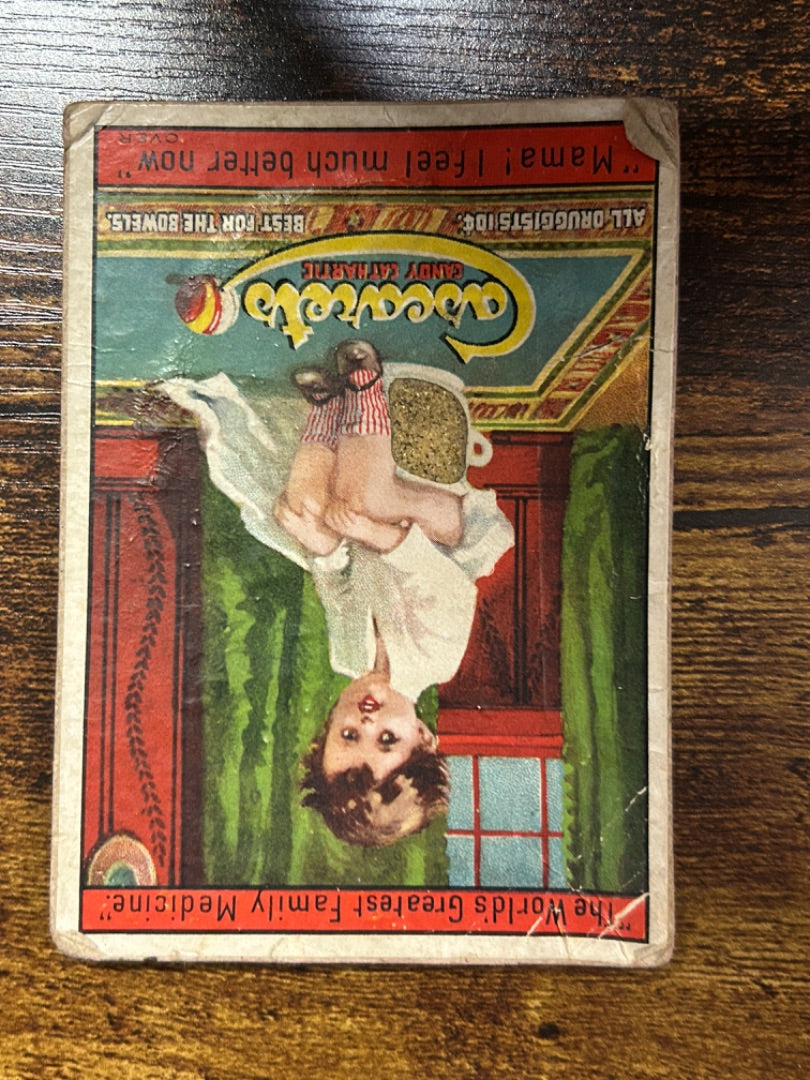 "The World's Greatest Family Medicine."
Cascarets
CANDY CATHARTIC
ALL DRUGGISTS 10¢.
BEST FOR THE BOWELS.
"Mama! I feel much better now"
OVER